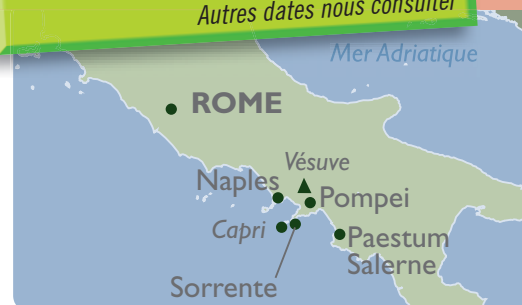 Autres dates nous consulter
Mer Adriatique
ROME
Vésuve
Naples
Pompei
Capri
Paestum
Salerne
Sorrente